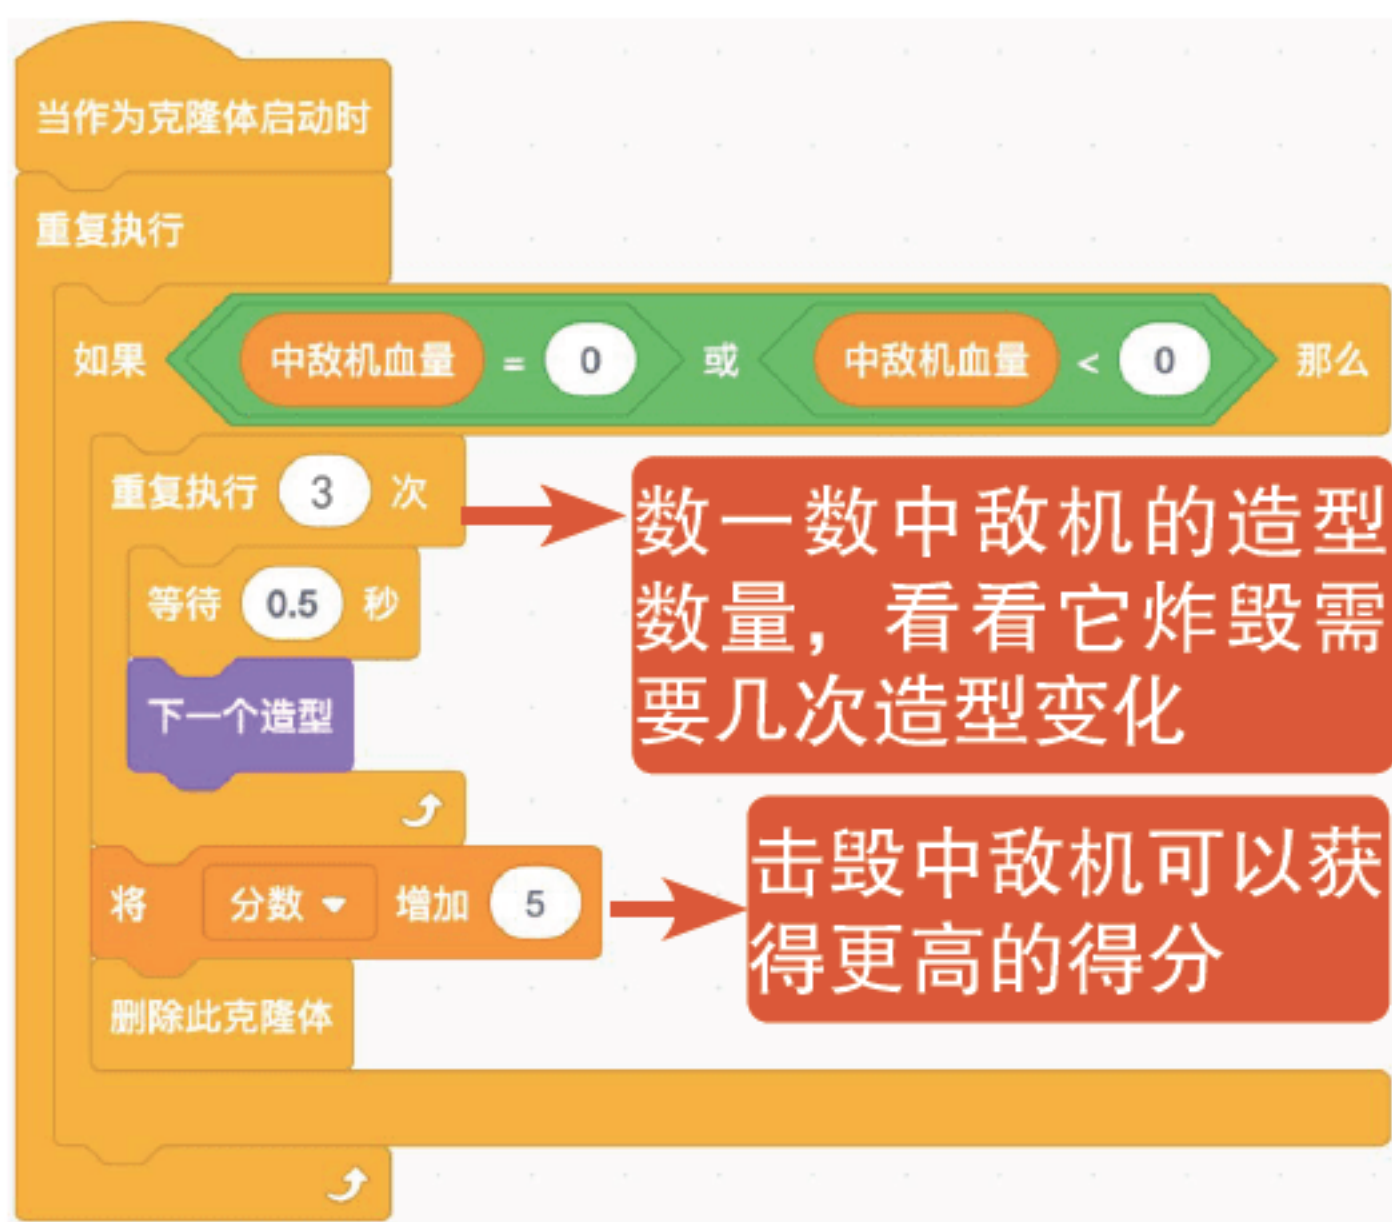 当作为克隆体启动时
重复执行
如果 中敌机血量 = 0 或 中敌机血量 < 0 那么
重复执行 3 次
数一数中敌机的造型
数量，看看它炸毁需
要几次造型变化
等待 0.5 秒
下一个造型
将 分数 增加 5
击毁中敌机可以获
得更高的得分
删除此克隆体